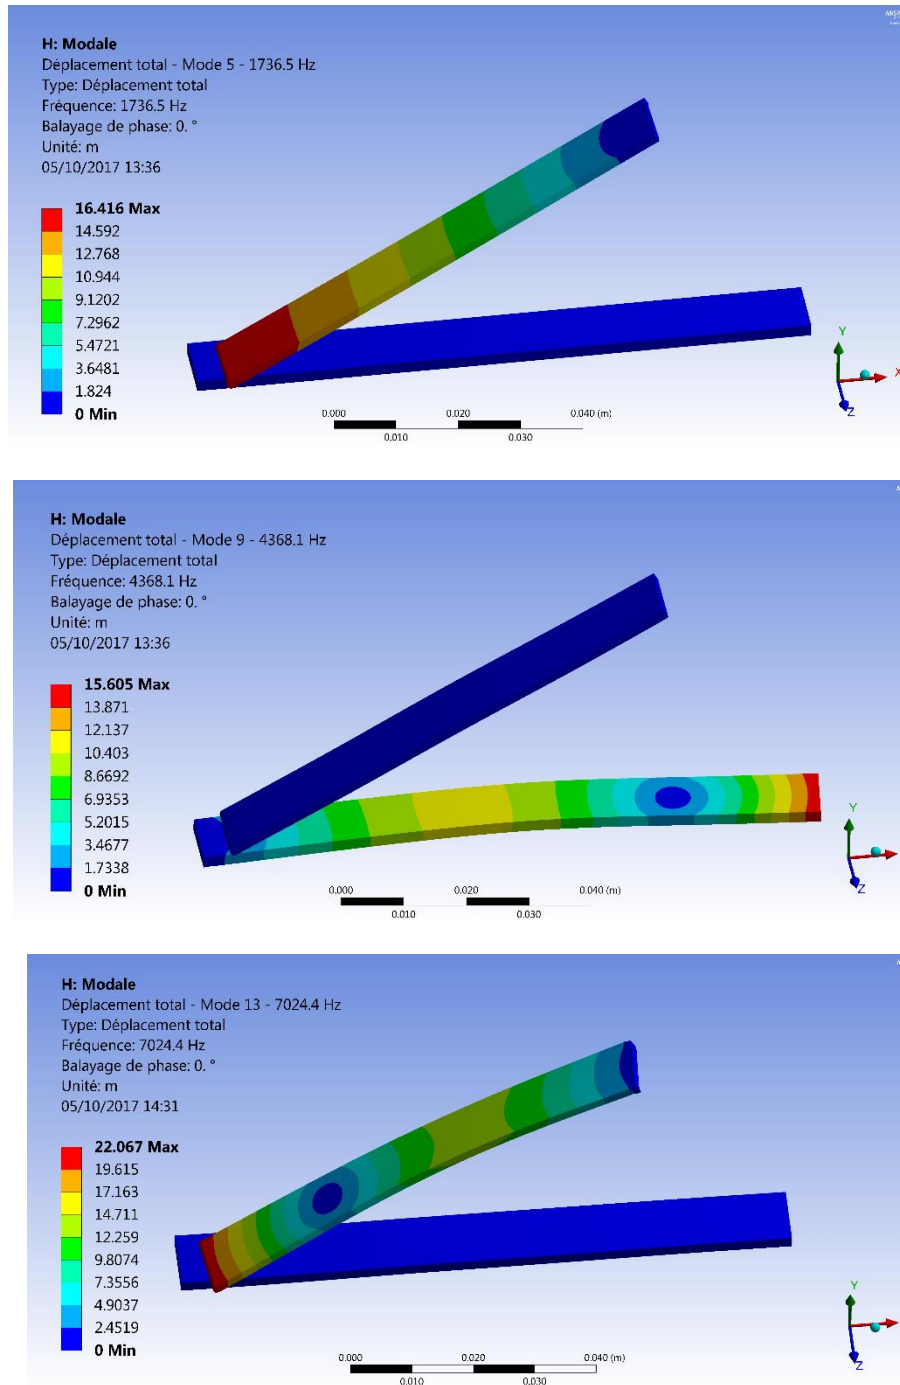 H: Modale
Déplacement total - Mode 5 - 1736.5 Hz
Type: Déplacement total
Fréquence: 1736.5 Hz
Balayage de phase: 0. °
Unité: m
05/10/2017 13:36
16.416 Max
14.592
12.768
10.944
9.1202
7.2962
5.4721
3.6481
1.824
0 Min
Y
X
Z
0.000 0.020 0.040 (m)
0.010 0.030
H: Modale
Déplacement total - Mode 9 - 4368.1 Hz
Type: Déplacement total
Fréquence: 4368.1 Hz
Balayage de phase: 0. °
Unité: m
05/10/2017 13:36
15.605 Max
13.871
12.137
10.403
8.6692
6.9353
5.2015
3.4677
1.7338
0 Min
Y
Z
0.000 0.020 0.040 (m)
0.010 0.030
H: Modale
Déplacement total - Mode 13 - 7024.4 Hz
Type: Déplacement total
Fréquence: 7024.4 Hz
Balayage de phase: 0. °
Unité: m
05/10/2017 14:31
22.067 Max
19.615
17.163
14.711
12.259
9.8074
7.3556
4.9037
2.4519
0 Min
Y
Z
0.000 0.020 0.040 (m)
0.010 0.030